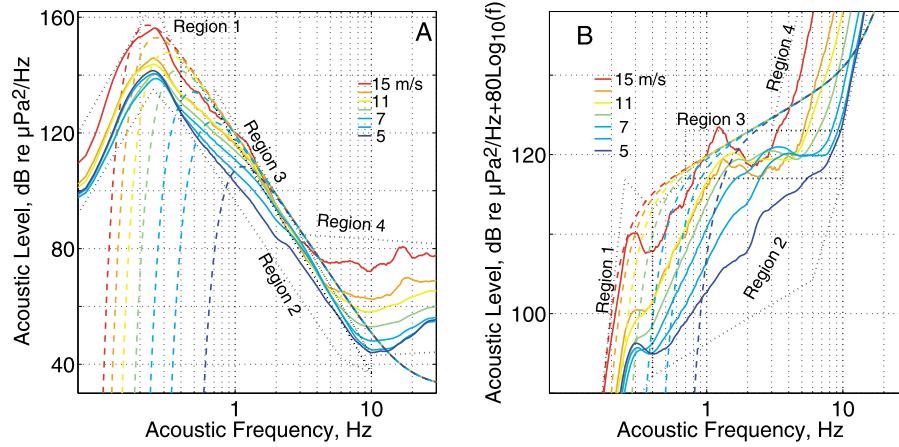 A
160
120
80
40
Acoustic Level, dB re µPa2/Hz
Region 1
15 m/s
11
7
5
Region 3
Region 4
Region 2
1
10
Acoustic Frequency, Hz
B
120
100
Acoustic Level, dB re µPa2/Hz+80Log10(f)
15 m/s
11
7
5
Region 4
Region 3
Region 1
Region 2
1
10
Acoustic Frequency, Hz